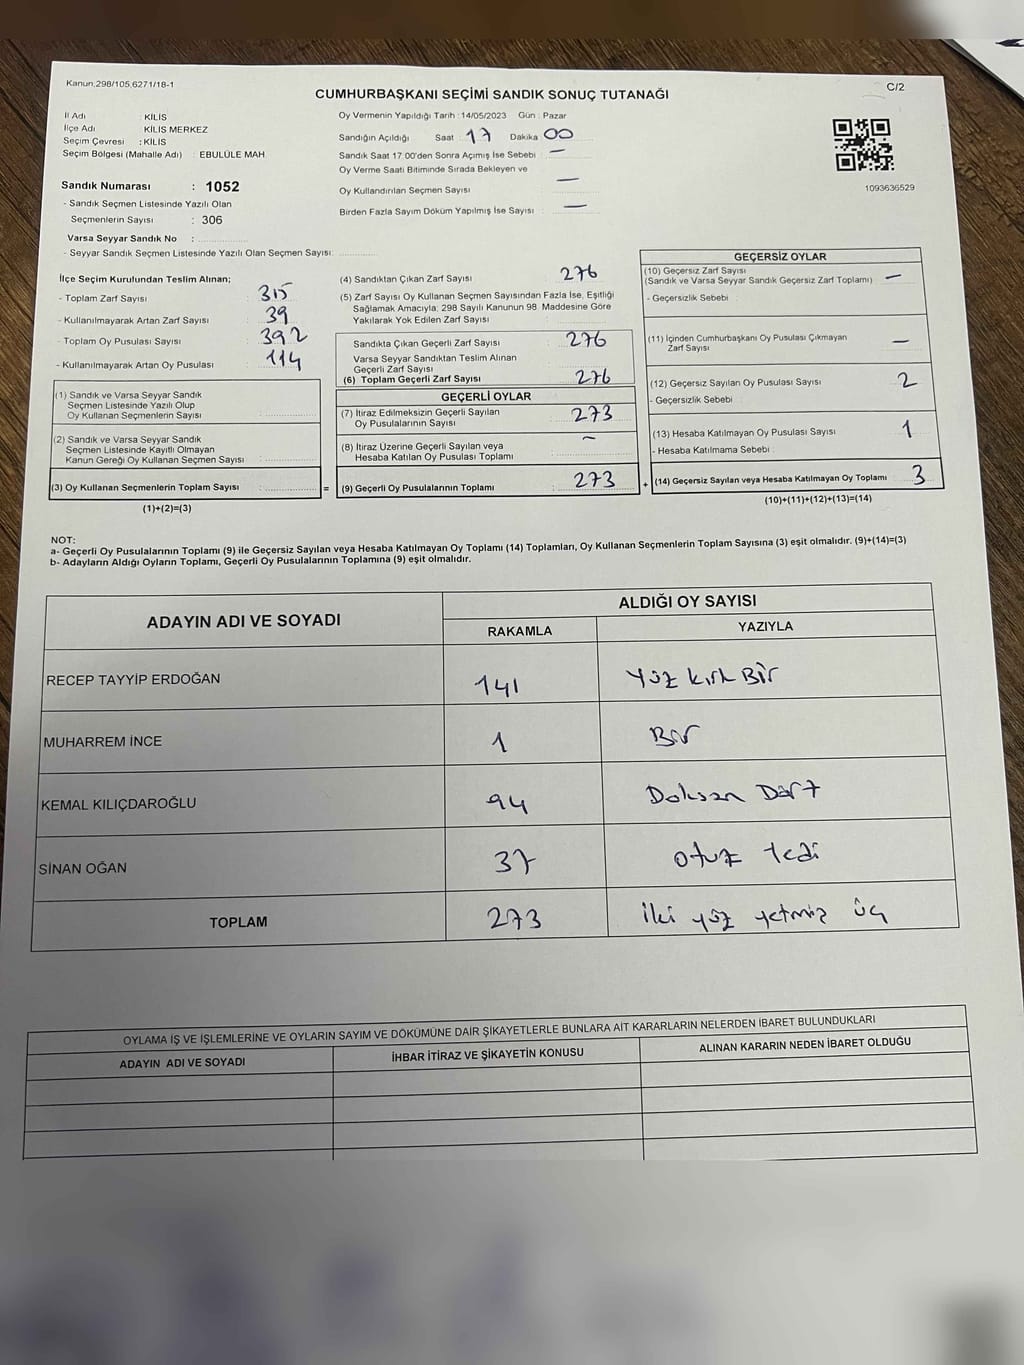 Kanun,298/105,6271/18-1
C/2
CUMHURBAŞKANI SEÇİMİ SANDIK SONUÇ TUTANAĞI
İl Adı : KİLİS
İlçe Adı : KİLİS MERKEZ
Seçim Çevresi : KİLİS
Seçim Bölgesi (Mahalle Adı) : EBULÜLE MAH
Sandık Numarası : 1052
- Sandık Seçmen Listesinde Yazılı Olan
Seçmenlerin Sayısı : 306
Varsa Seyyar Sandık No :
- Seyyar Sandık Seçmen Listesinde Yazılı Olan Seçmen Sayısı:
Oy Vermenin Yapıldığı Tarih : 14/05/2023 Gün : Pazar
Sandığın Açıldığı Saat : 17 Dakika 00
Sandık Saat 17:00'den Sonra Açımış İse Sebebi : —
Oy Verme Saati Bitiminde Sırada Bekleyen ve
Oy Kullandırılan Seçmen Sayısı : —
Birden Fazla Sayım Döküm Yapılmış İse Sayısı : —
1093636529
İlçe Seçim Kurulundan Teslim Alınan;
- Toplam Zarf Sayısı : 315
- Kullanılmayarak Artan Zarf Sayısı : 39
- Toplam Oy Pusulası Sayısı : 392
- Kullanılmayarak Artan Oy Pusulası : 114
(1) Sandık ve Varsa Seyyar Sandık
Seçmen Listesinde Yazılı Olup
Oy Kullanan Seçmenlerin Sayısı :
(2) Sandık ve Varsa Seyyar Sandık
Seçmen Listesinde Kayıtlı Olmayan
Kanun Gereği Oy Kullanan Seçmen Sayısı :
(3) Oy Kullanan Seçmenlerin Toplam Sayısı : =
(1)+(2)=(3)
(4) Sandıktan Çıkan Zarf Sayısı : 276
(5) Zarf Sayısı Oy Kullanan Seçmen Sayısından Fazla İse, Eşitliği
Sağlamak Amacıyla; 298 Sayılı Kanunun 98. Maddesine Göre
Yakılarak Yok Edilen Zarf Sayısı :
Sandıkta Çıkan Geçerli Zarf Sayısı : 276
Varsa Seyyar Sandıktan Teslim Alınan
Geçerli Zarf Sayısı :
(6) Toplam Geçerli Zarf Sayısı : 276
GEÇERLİ OYLAR
(7) İtiraz Edilmeksizin Geçerli Sayılan
Oy Pusulalarının Sayısı : 273
(8) İtiraz Üzerine Geçerli Sayılan veya
Hesaba Katılan Oy Pusulası Toplamı : —
(9) Geçerli Oy Pusulalarının Toplamı : 273
+
GEÇERSİZ OYLAR
(10) Geçersiz Zarf Sayısı
(Sandık ve Varsa Seyyar Sandık Geçersiz Zarf Toplamı) : —
- Geçersizlik Sebebi :
(11) İçinden Cumhurbaşkanı Oy Pusulası Çıkmayan
Zarf Sayısı : —
(12) Geçersiz Sayılan Oy Pusulası Sayısı : 2
- Geçersizlik Sebebi :
(13) Hesaba Katılmayan Oy Pusulası Sayısı : 1
- Hesaba Katılmama Sebebi :
(14) Geçersiz Sayılan veya Hesaba Katılmayan Oy Toplamı : 3
(10)+(11)+(12)+(13)=(14)
NOT:
a- Geçerli Oy Pusulalarının Toplamı (9) ile Geçersiz Sayılan veya Hesaba Katılmayan Oy Toplamı (14) Toplamları, Oy Kullanan Seçmenlerin Toplam Sayısına (3) eşit olmalıdır. (9)+(14)=(3)
b- Adayların Aldığı Oyların Toplamı, Geçerli Oy Pusulalarının Toplamına (9) eşit olmalıdır.
ADAYIN ADI VE SOYADI
ALDIĞI OY SAYISI
RAKAMLA YAZIYLA
RECEP TAYYİP ERDOĞAN 141 Yüz kırk Bir
MUHARREM İNCE 1 Bir
KEMAL KILIÇDAROĞLU 94 Doksan Dört
SİNAN OĞAN 37 otuz Yedi
TOPLAM 273 İki yüz yetmiş üç
OYLAMA İŞ VE İŞLEMLERİNE VE OYLARIN SAYIM VE DÖKÜMÜNE DAİR ŞİKAYETLERLE BUNLARA AİT KARARLARIN NELERDEN İBARET BULUNDUKLARI
ADAYIN ADI VE SOYADI İHBAR İTİRAZ VE ŞİKAYETİN KONUSU ALINAN KARARIN NEDEN İBARET OLDUĞU